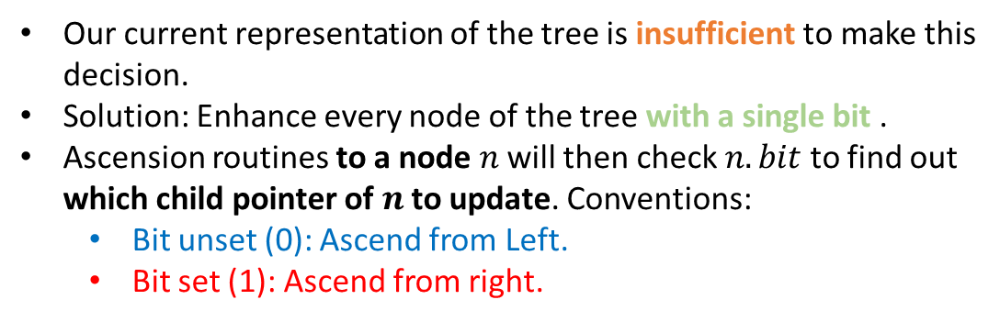 • Our current representation of the tree is insufficient to make this
decision.
• Solution: Enhance every node of the tree with a single bit .
• Ascension routines to a node 𝑛 will then check 𝑛. 𝑏𝑖𝑡 to find out
which child pointer of 𝒏 to update. Conventions:
• Bit unset (0): Ascend from Left.
• Bit set (1): Ascend from right.